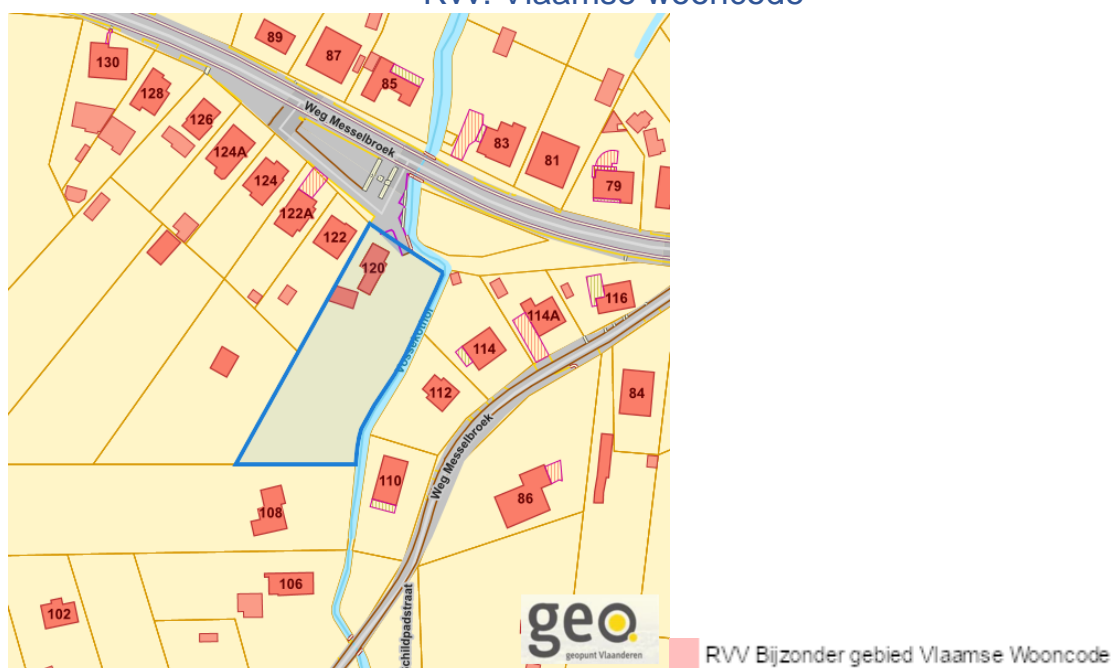 RVV: Vlaamse wooncode
130
128
126
124A
124
122A
122
120
89
87
85
83
81
79
Weg Messelbroek
Vossekothof
114
114A
116
112
110
Weg Messelbroek
84
86
108
106
102
childpadstraat
geo
geopunt Vlaanderen
RVV Bijzonder gebied Vlaamse Wooncode